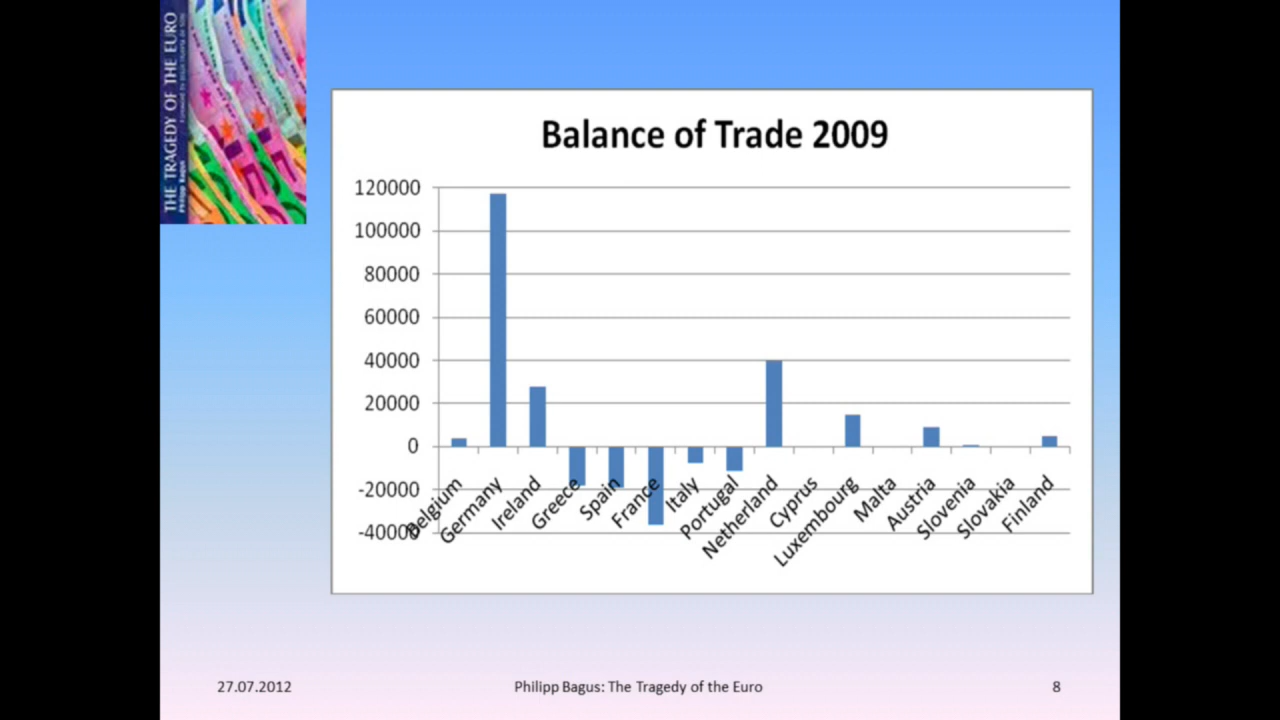 THE TRAGEDY OF THE EURO
Philipp Bagus
Balance of Trade 2009
120000
100000
80000
60000
40000
20000
0
-20000
-40000
Belgium
Germany
Ireland
Greece
Spain
France
Italy
Portugal
Netherland
Cyprus
Luxembourg
Malta
Austria
Slovenia
Slovakia
Finland
27.07.2012
Philipp Bagus: The Tragedy of the Euro
8